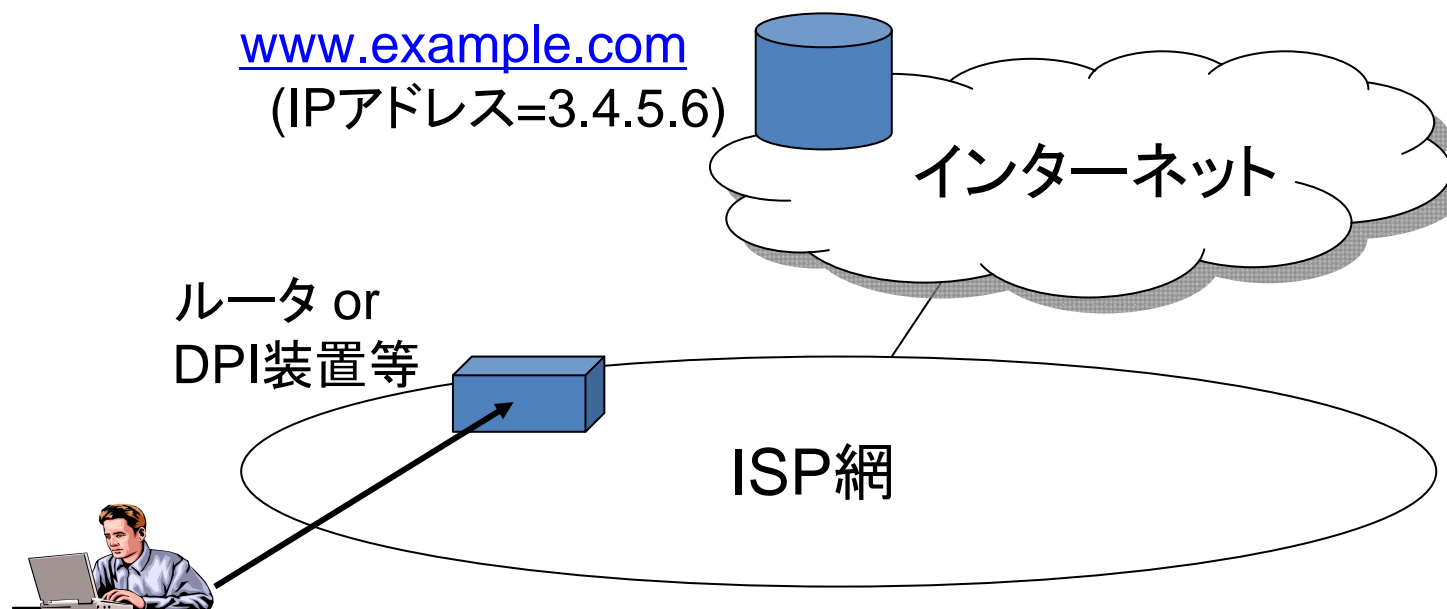 www.example.com
(IPアドレス=3.4.5.6)
インターネット
ルータ or
DPI装置等
ISP網